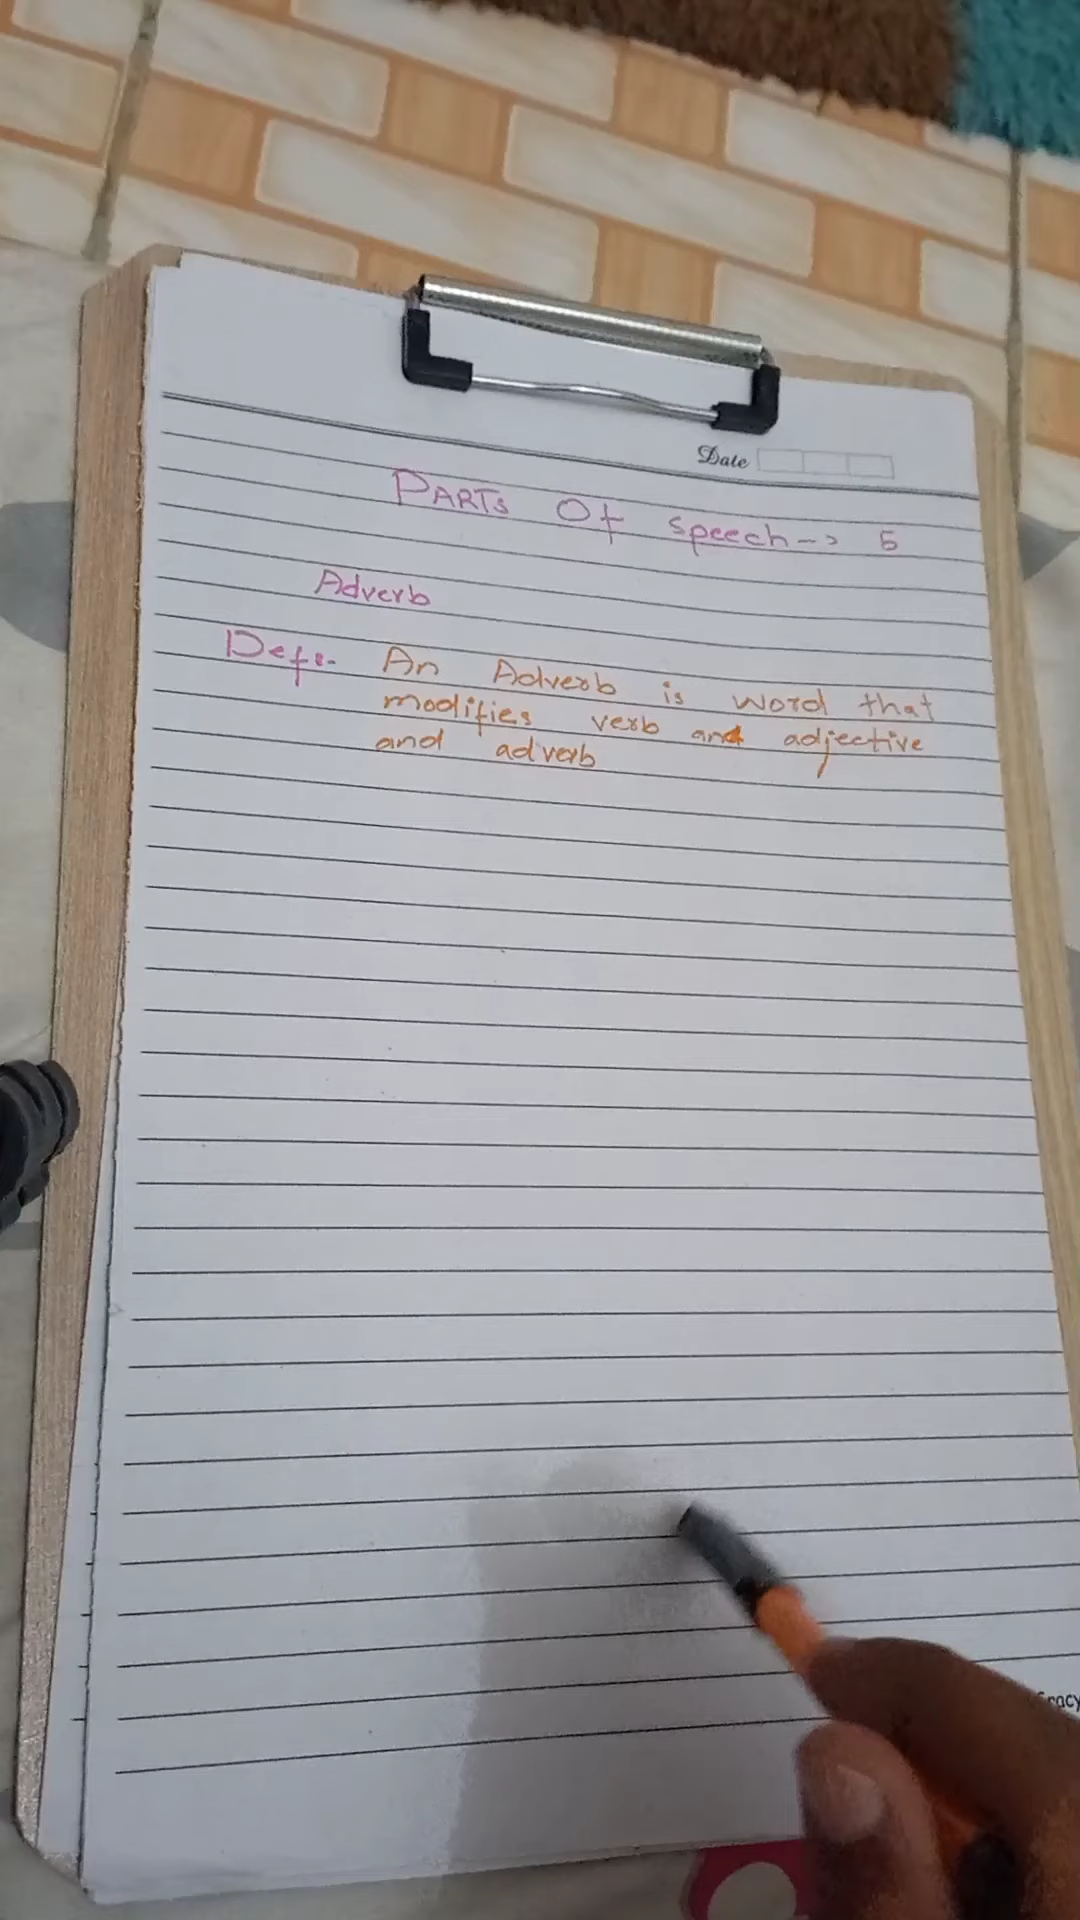 Date
PARTS Of speech--> 5
Adverb
Def:- An Adverb is word that
modifies verb and adjective
and adverb